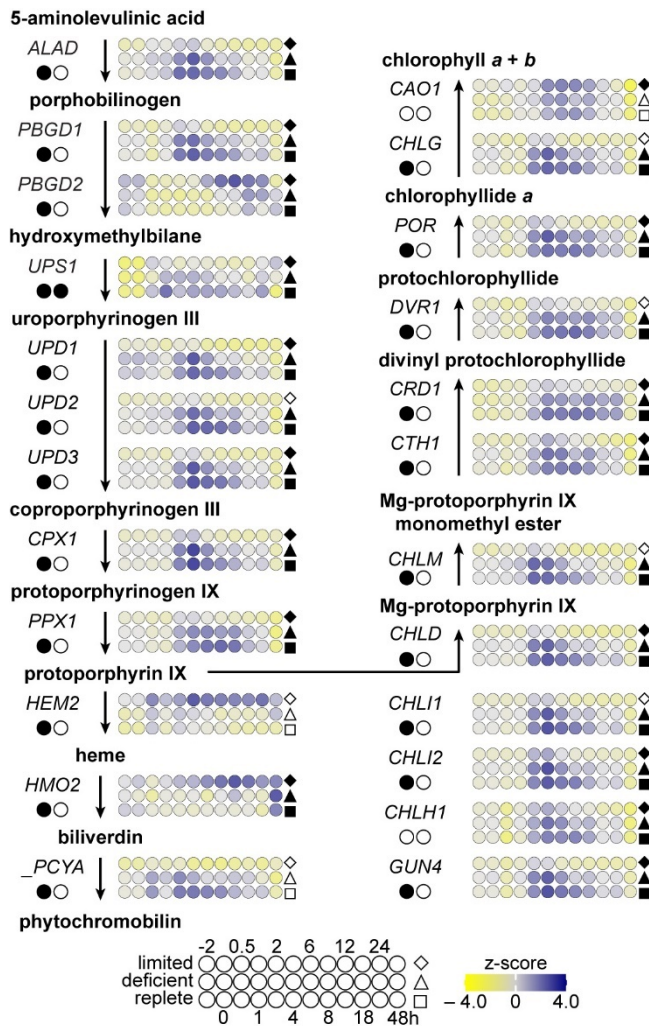 5-aminolevulinic acid
ALAD
porphobilinogen
PBGD1
PBGD2
hydroxymethylbilane
UPS1
uroporphyrinogen III
UPD1
UPD2
UPD3
coproporphyrinogen III
CPX1
protoporphyrinogen IX
PPX1
protoporphyrin IX
HEM2
heme
HMO2
biliverdin
_PCYA
phytochromobilin
chlorophyll a + b
CAO1
CHLG
chlorophyllide a
POR
protochlorophyllide
DVR1
divinyl protochlorophyllide
CRD1
CTH1
Mg-protoporphyrin IX
monomethyl ester
CHLM
Mg-protoporphyrin IX
CHLD
CHLI1
CHLI2
CHLH1
GUN4
-2 0.5 2 6 12 24
limited
deficient
replete
0 1 4 8 18 48h
z-score
– 4.0 0 4.0